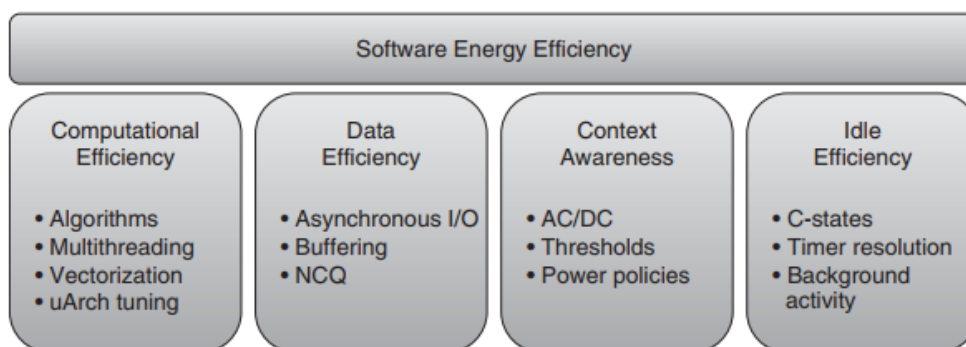 Software Energy Efficiency
Computational
Efficiency
• Algorithms
• Multithreading
• Vectorization
• uArch tuning
Data
Efficiency
• Asynchronous I/O
• Buffering
• NCQ
Context
Awareness
• AC/DC
• Thresholds
• Power policies
Idle
Efficiency
• C-states
• Timer resolution
• Background
activity